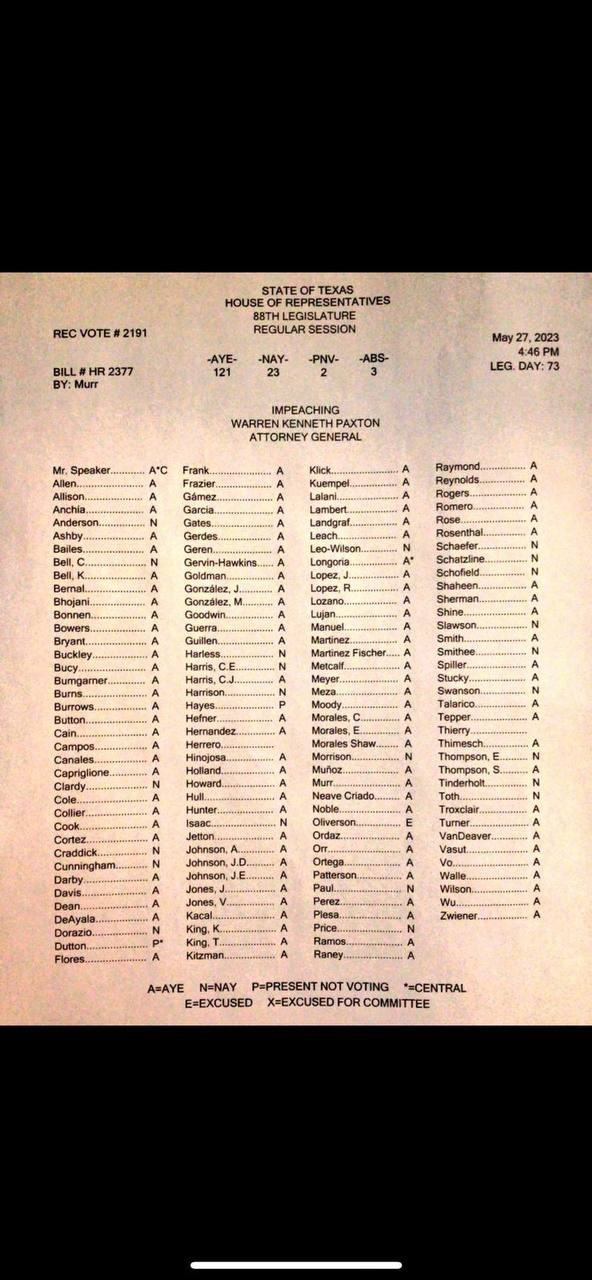 STATE OF TEXAS
HOUSE OF REPRESENTATIVES
88TH LEGISLATURE
REGULAR SESSION
REC VOTE # 2191
BILL # HR 2377
BY: Murr
-AYE- -NAY- -PNV- -ABS-
121 23 2 3
May 27, 2023
4:46 PM
LEG. DAY: 73
IMPEACHING
WARREN KENNETH PAXTON
ATTORNEY GENERAL
Mr. Speaker............ A*C
Allen........................ A
Allison...................... A
Anchía..................... A
Anderson................. N
Ashby...................... A
Bailes....................... A
Bell, C...................... N
Bell, K...................... A
Bernal...................... A
Bhojani.................... A
Bonnen.................... A
Bowers.................... A
Bryant...................... A
Buckley................... A
Bucy........................ A
Bumgarner.............. A
Burns....................... A
Burrows................... A
Button...................... A
Cain......................... A
Campos................... A
Canales................... A
Capriglione.............. A
Clardy...................... N
Cole......................... A
Collier...................... A
Cook........................ A
Cortez...................... A
Craddick.................. N
Cunningham........... N
Darby....................... A
Davis........................ A
Dean........................ A
DeAyala................... A
Dorazio.................... N
Dutton...................... P*
Flores....................... A
Frank....................... A
Frazier..................... A
Gámez..................... A
Garcia...................... A
Gates....................... A
Gerdes..................... A
Geren....................... A
Gervin-Hawkins...... A
Goldman.................. A
González, J............. A
González, M............ A
Goodwin.................. A
Guerra..................... A
Guillen..................... A
Harless.................... N
Harris, C.E.............. N
Harris, C.J............... A
Harrison.................. N
Hayes...................... P
Hefner..................... A
Hernandez.............. A
Herrero....................
Hinojosa.................. A
Holland.................... A
Howard.................... A
Hull.......................... A
Hunter..................... A
Isaac....................... N
Jetton...................... A
Johnson, A.............. A
Johnson, J.D........... A
Johnson, J.E........... A
Jones, J.................. A
Jones, V.................. A
Kacal....................... A
King, K.................... A
King, T.................... A
Kitzman................... A
Klick........................ A
Kuempel.................. A
Lalani...................... A
Lambert................... A
Landgraf.................. A
Leach...................... A
Leo-Wilson.............. N
Longoria.................. A*
Lopez, J.................. A
Lopez, R................. A
Lozano.................... A
Lujan....................... A
Manuel.................... A
Martinez.................. A
Martinez Fischer..... A
Metcalf.................... A
Meyer...................... A
Meza....................... A
Moody..................... A
Morales, C.............. A
Morales, E.............. A
Morales Shaw........ A
Morrison.................. N
Muñoz..................... A
Murr......................... A
Neave Criado......... A
Noble....................... A
Oliverson................. E
Ordaz...................... A
Orr........................... A
Ortega..................... A
Patterson................ A
Paul......................... N
Perez....................... A
Plesa....................... A
Price........................ N
Ramos..................... A
Raney...................... A
Raymond................ A
Reynolds................. A
Rogers.................... A
Romero................... A
Rose........................ A
Rosenthal............... A
Schaefer................. N
Schatzline............... N
Schofield................. N
Shaheen................. A
Sherman................. A
Shine...................... A
Slawson.................. N
Smith....................... A
Smithee................... N
Spiller...................... A
Stucky..................... A
Swanson................. N
Talarico................... A
Tepper..................... A
Thierry.....................
Thimesch................ A
Thompson, E.......... N
Thompson, S.......... A
Tinderholt................ N
Toth......................... N
Troxclair.................. A
Turner...................... A
VanDeaver.............. A
Vasut....................... A
Vo............................ A
Walle....................... A
Wilson..................... A
Wu........................... A
Zwiener................... A
A=AYE N=NAY P=PRESENT NOT VOTING *=CENTRAL
E=EXCUSED X=EXCUSED FOR COMMITTEE